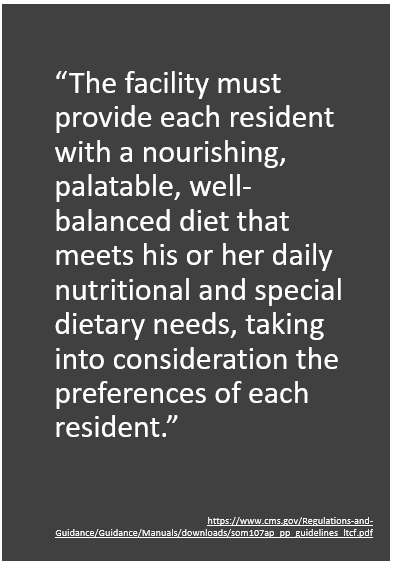 “The facility must
provide each resident
with a nourishing,
palatable, well-
balanced diet that
meets his or her daily
nutritional and special
dietary needs, taking
into consideration the
preferences of each
resident.”
https://www.cms.gov/Regulations-and-
Guidance/Guidance/Manuals/downloads/som107ap_pp_guidelines_ltcf.pdf